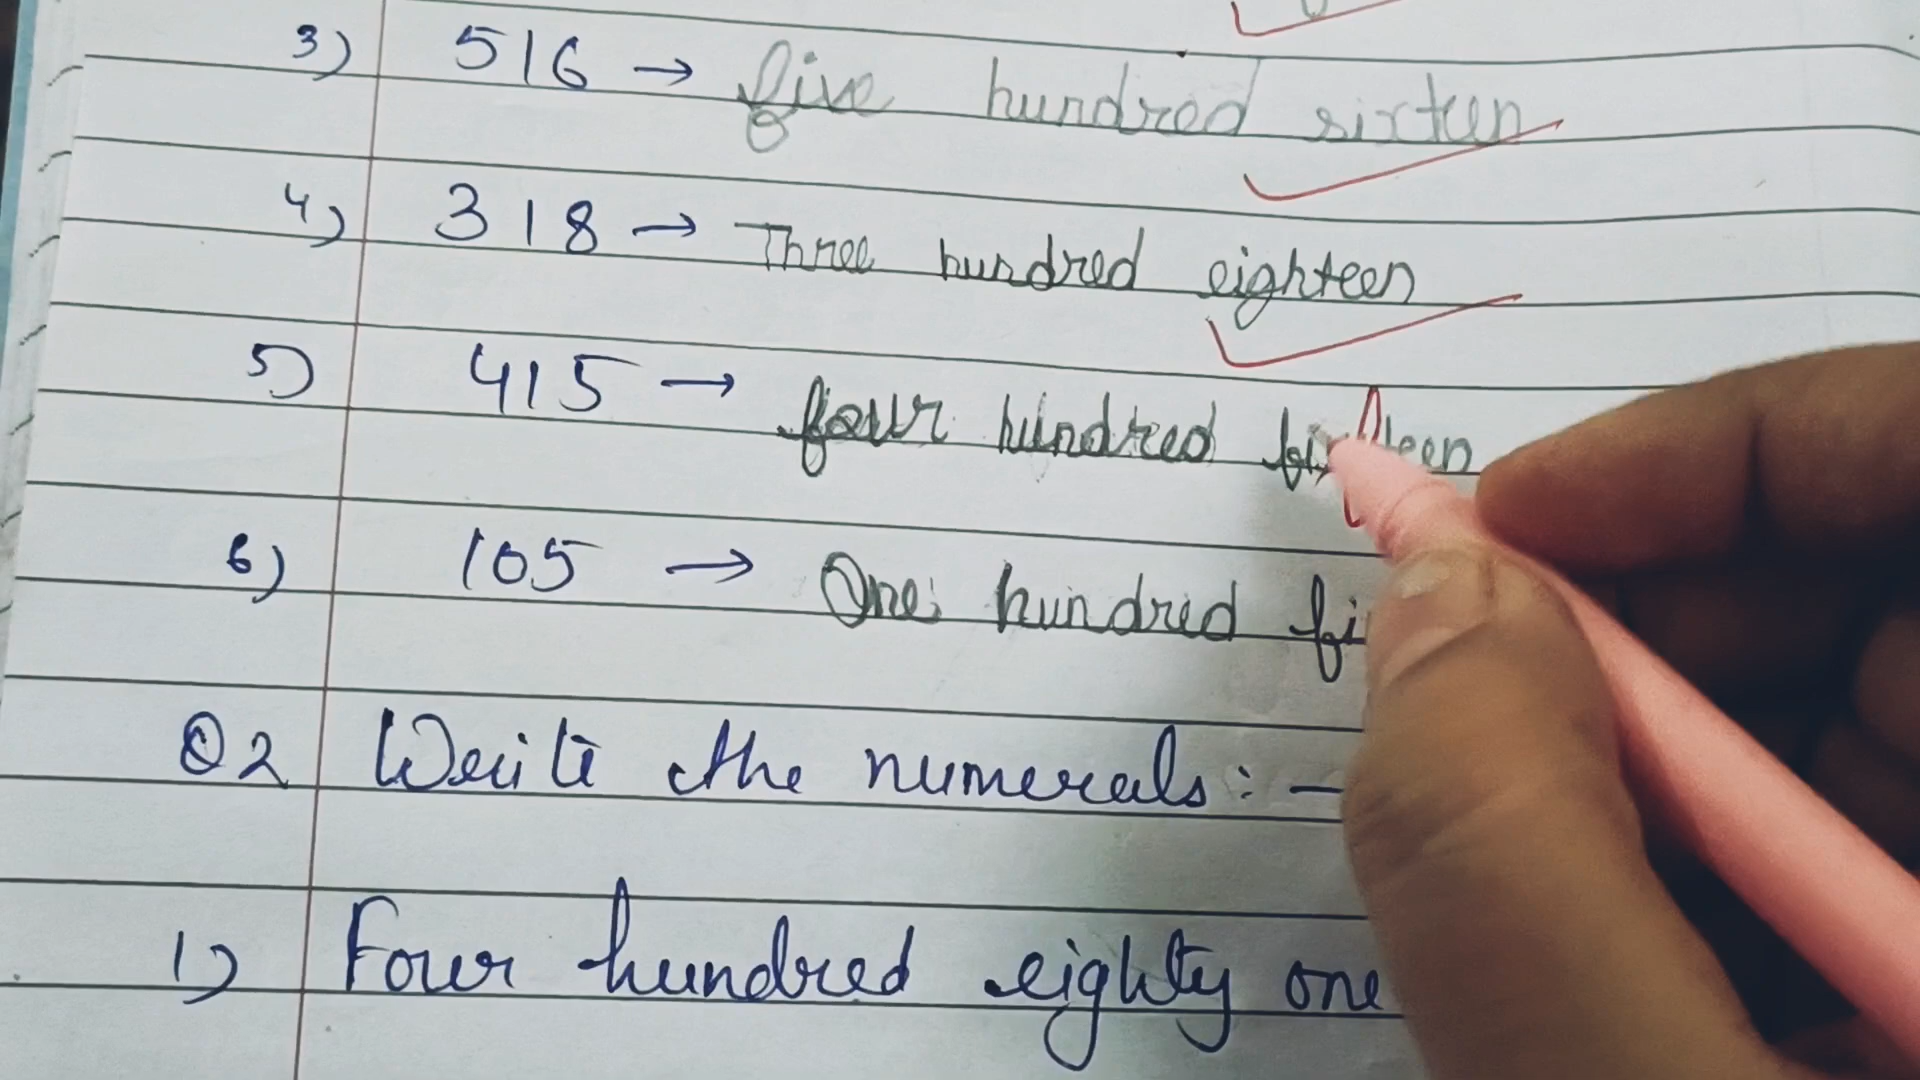 3) 516 → five hundred sixteen
4) 318 → Three hundred eighteen
5) 415 → four hundred
6) 105 → One hundred
Q2 Write the numerals : —
1) Four hundred eighty one